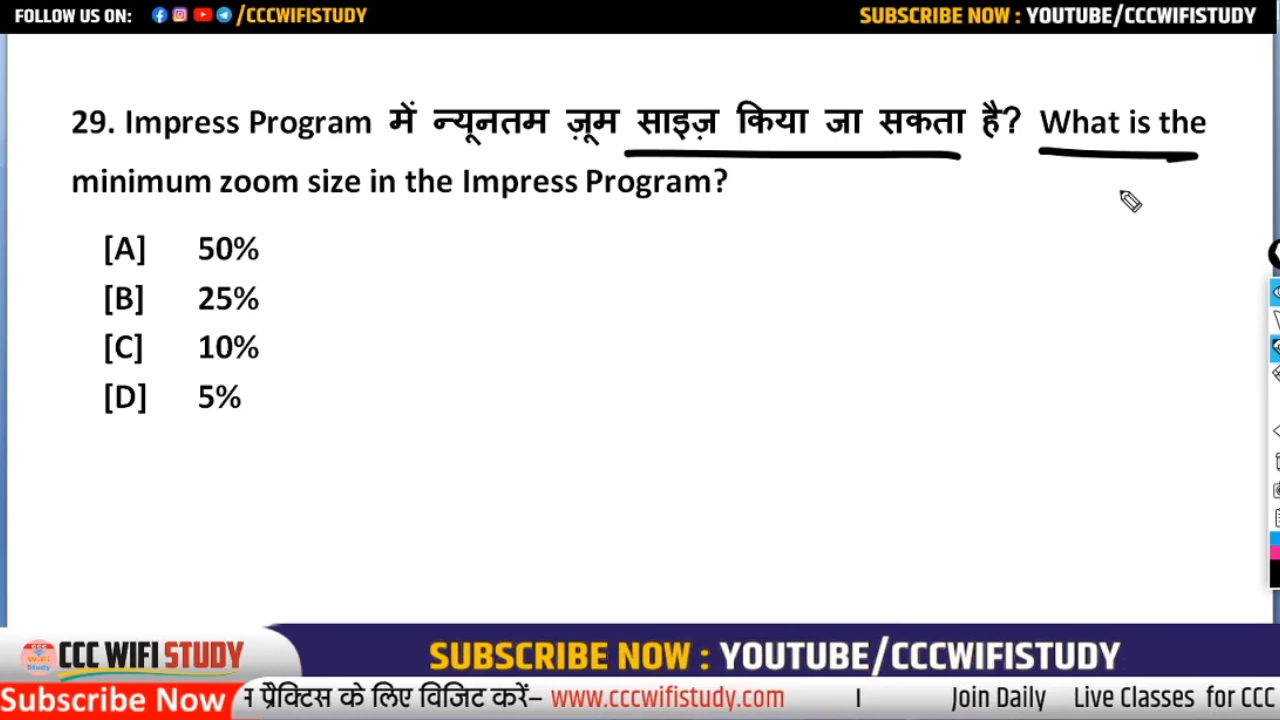 FOLLOW US ON: /CCCWIFISTUDY SUBSCRIBE NOW : YOUTUBE/CCCWIFISTUDY
29. Impress Program में न्यूनतम ज़ूम साइज़ किया जा सकता है? What is the
minimum zoom size in the Impress Program?
[A] 50%
[B] 25%
[C] 10%
[D] 5%
CCC WIFI STUDY SUBSCRIBE NOW : YOUTUBE/CCCWIFISTUDY
Subscribe Now न प्रैक्टिस के लिए विजिट करें– www.cccwifistudy.com I Join Daily Live Classes for CCC